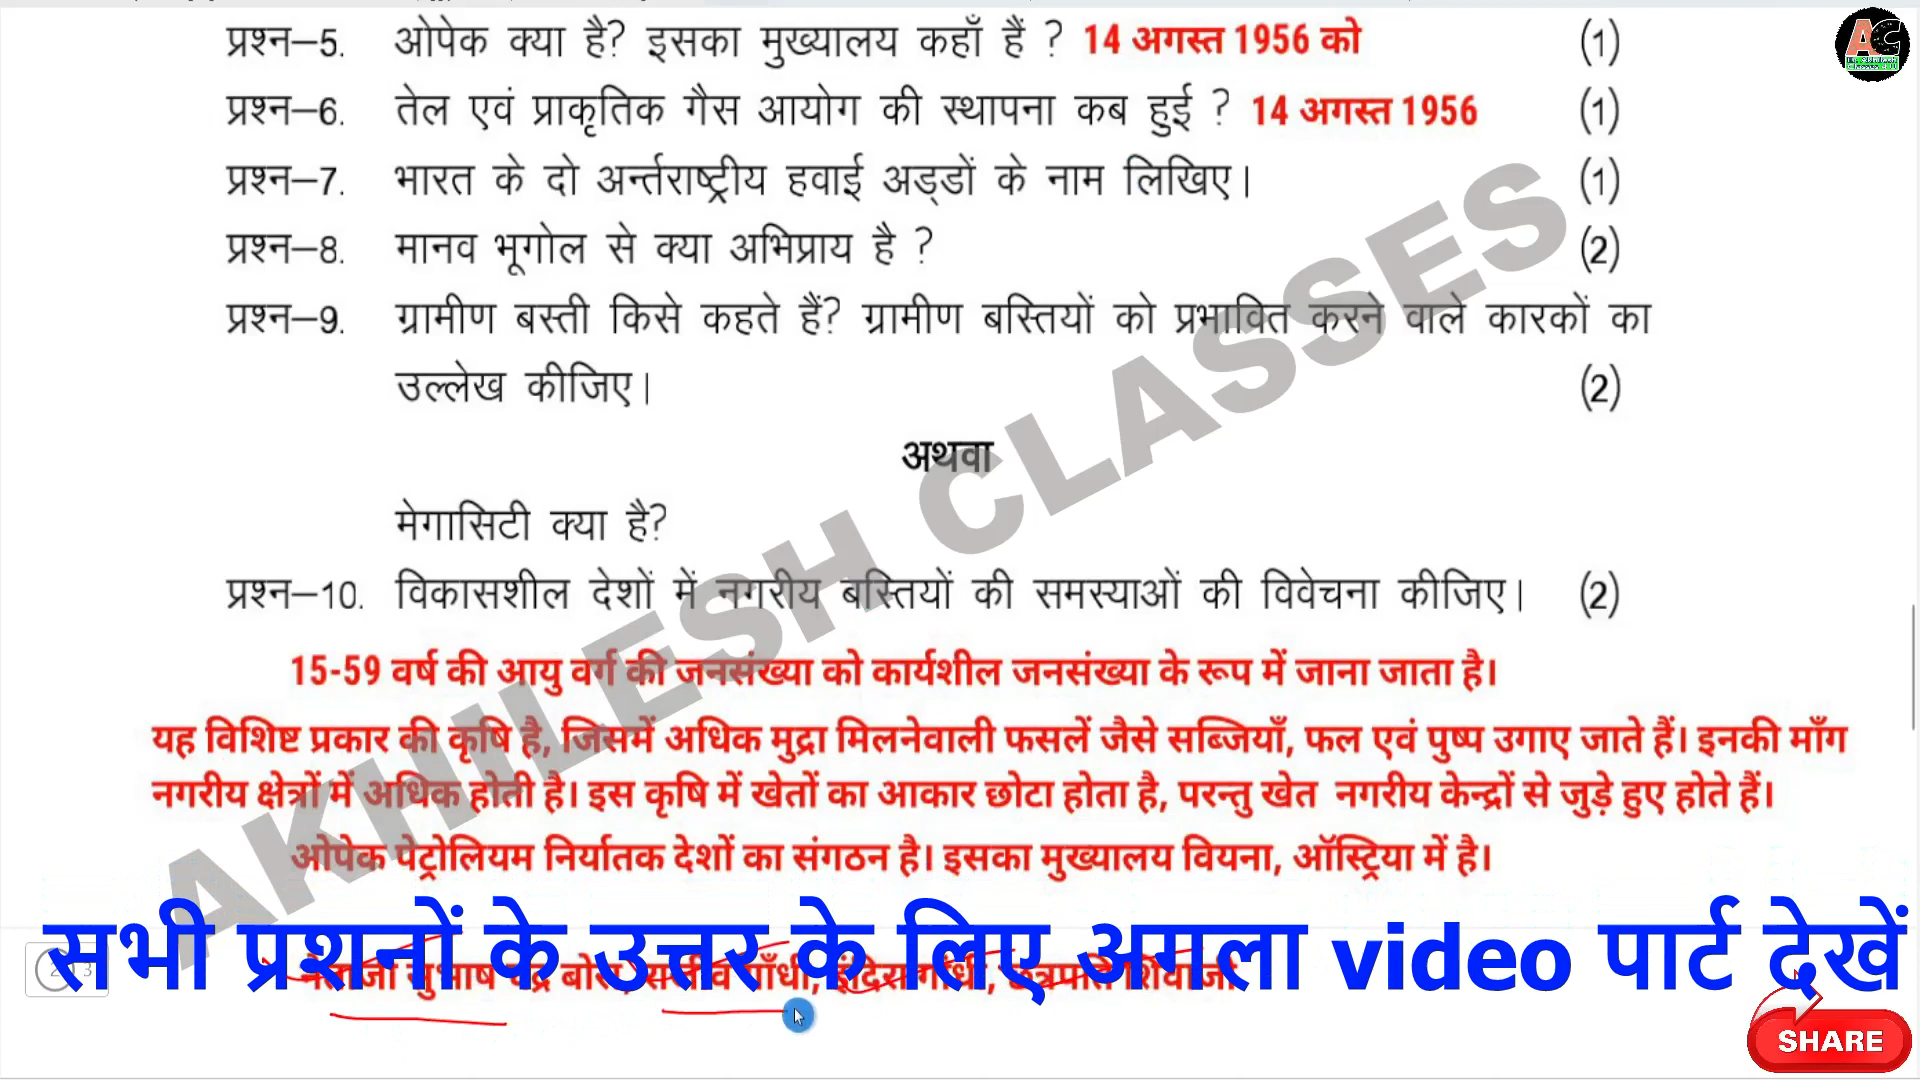 प्रश्न–5. ओपेक क्या है? इसका मुख्यालय कहाँ हैं ? 14 अगस्त 1956 को (1)
प्रश्न–6. तेल एवं प्राकृतिक गैस आयोग की स्थापना कब हुई ? 14 अगस्त 1956 (1)
प्रश्न–7. भारत के दो अर्न्तराष्ट्रीय हवाई अड्डों के नाम लिखिए। (1)
प्रश्न–8. मानव भूगोल से क्या अभिप्राय है ? (2)
प्रश्न–9. ग्रामीण बस्ती किसे कहते हैं? ग्रामीण बस्तियों को प्रभावित करने वाले कारकों का
उल्लेख कीजिए। (2)
अथवा
मेगासिटी क्या है?
प्रश्न–10. विकासशील देशों में नगरीय बस्तियों की समस्याओं की विवेचना कीजिए। (2)
AKHILESH CLASSES
15-59 वर्ष की आयु वर्ग की जनसंख्या को कार्यशील जनसंख्या के रूप में जाना जाता है।
यह विशिष्ट प्रकार की कृषि है, जिसमें अधिक मुद्रा मिलनेवाली फसलें जैसे सब्जियाँ, फल एवं पुष्प उगाए जाते हैं। इनकी माँग
नगरीय क्षेत्रों में अधिक होती है। इस कृषि में खेतों का आकार छोटा होता है, परन्तु खेत नगरीय केन्द्रों से जुड़े हुए होते हैं।
ओपेक पेट्रोलियम निर्यातक देशों का संगठन है। इसका मुख्यालय वियना, ऑस्ट्रिया में है।
सभी प्रशनों के उत्तर के लिए अगला video पार्ट देखें
SHARE